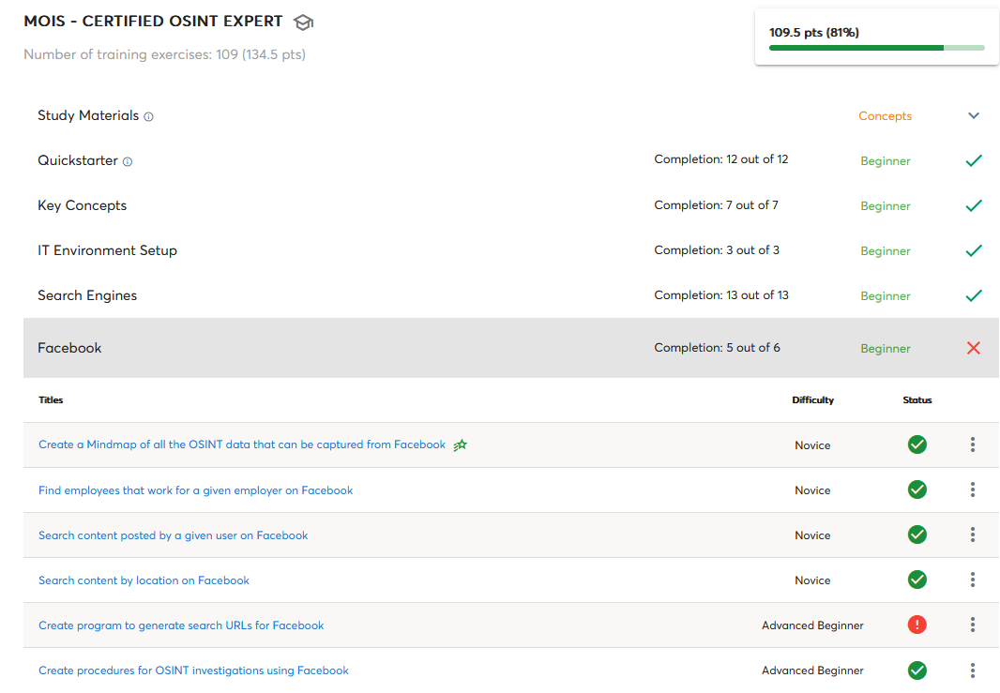 MOIS - CERTIFIED OSINT EXPERT
109.5 pts (81%)
Number of training exercises: 109 (134.5 pts)
Study Materials Concepts
Quickstarter Completion: 12 out of 12 Beginner
Key Concepts Completion: 7 out of 7 Beginner
IT Environment Setup Completion: 3 out of 3 Beginner
Search Engines Completion: 13 out of 13 Beginner
Facebook Completion: 5 out of 6 Beginner
Titles Difficulty Status
Create a Mindmap of all the OSINT data that can be captured from Facebook Novice
Find employees that work for a given employer on Facebook Novice
Search content posted by a given user on Facebook Novice
Search content by location on Facebook Novice
Create program to generate search URLs for Facebook Advanced Beginner
Create procedures for OSINT investigations using Facebook Advanced Beginner